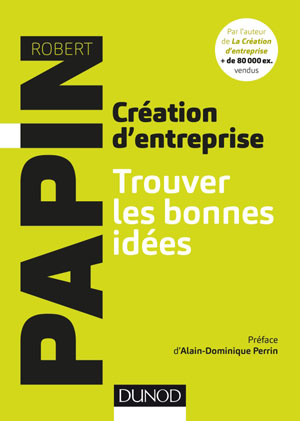 ROBERT
PAPIN
Par l'auteur
de La Création
d'entreprise
+ de 80 000 ex.
vendus
Création
d'entreprise
Trouver
les bonnes
idées
Préface
d'Alain-Dominique Perrin
DUNOD